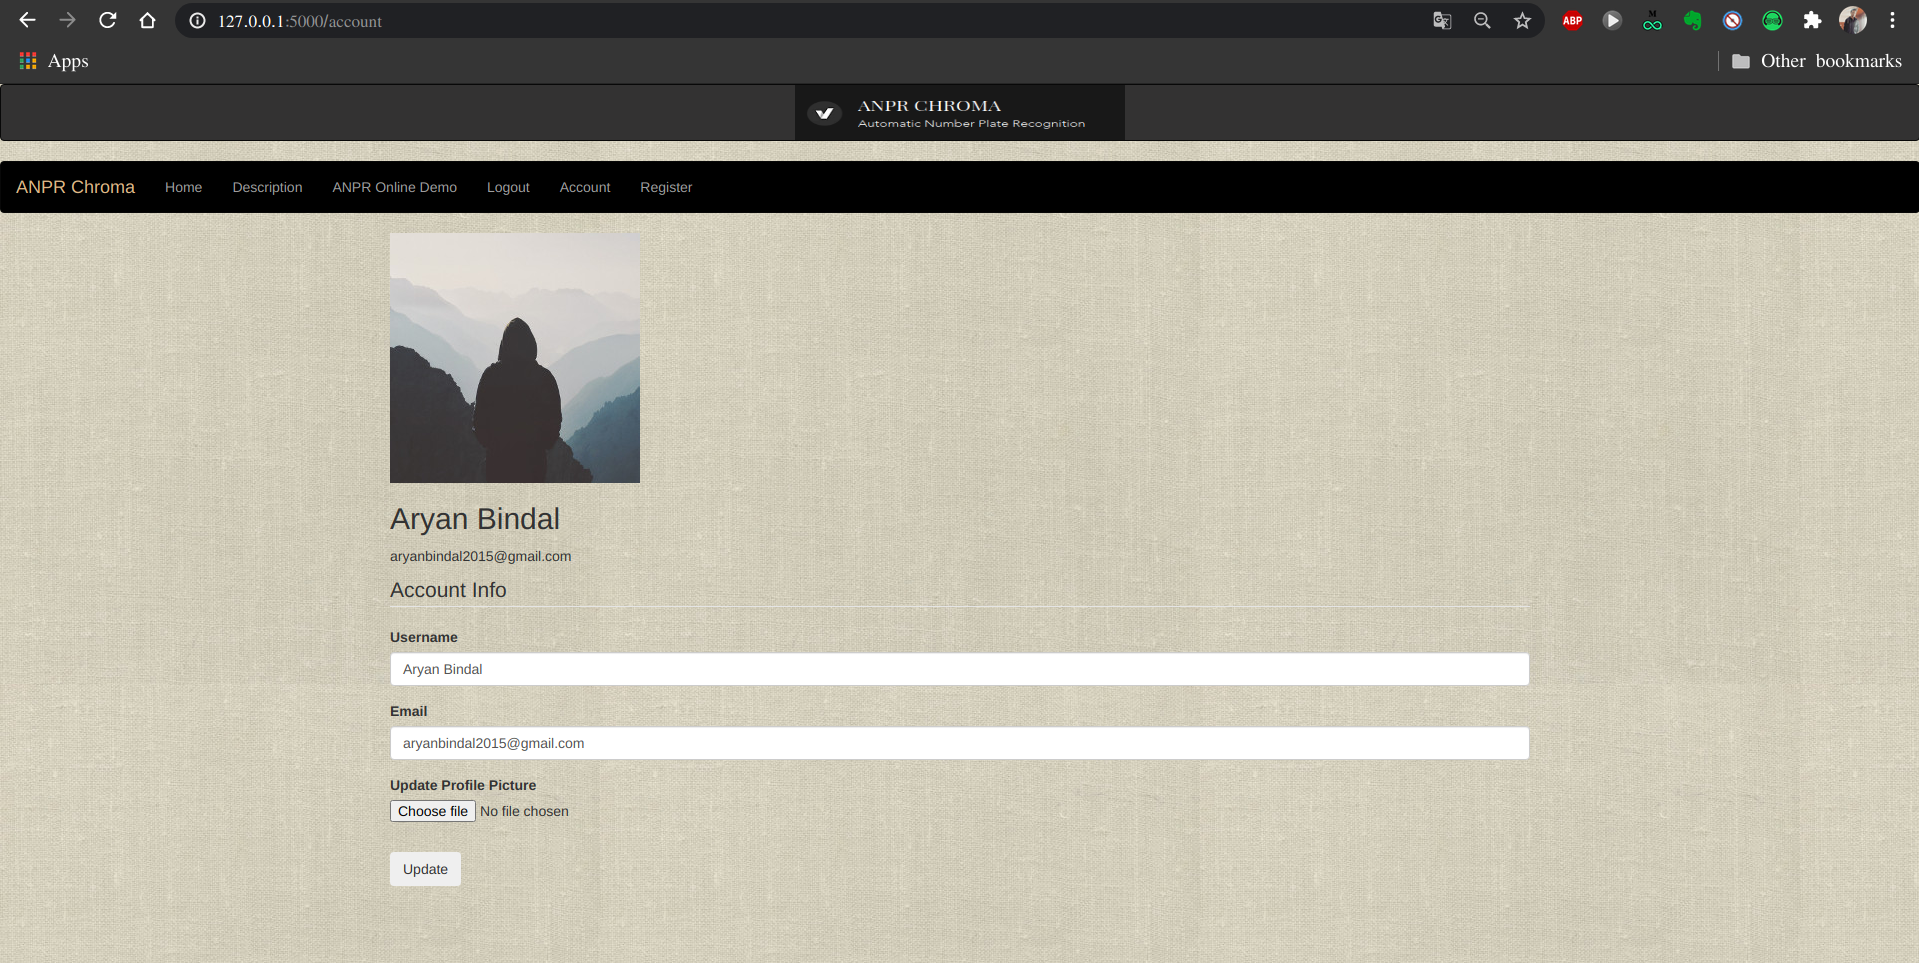 127.0.0.1:5000/account
ABP
M
Apps
Other bookmarks
ANPR CHROMA
Automatic Number Plate Recognition
ANPR Chroma Home Description ANPR Online Demo Logout Account Register
Aryan Bindal
aryanbindal2015@gmail.com
Account Info
Username
Aryan Bindal
Email
aryanbindal2015@gmail.com
Update Profile Picture
Choose file No file chosen
Update